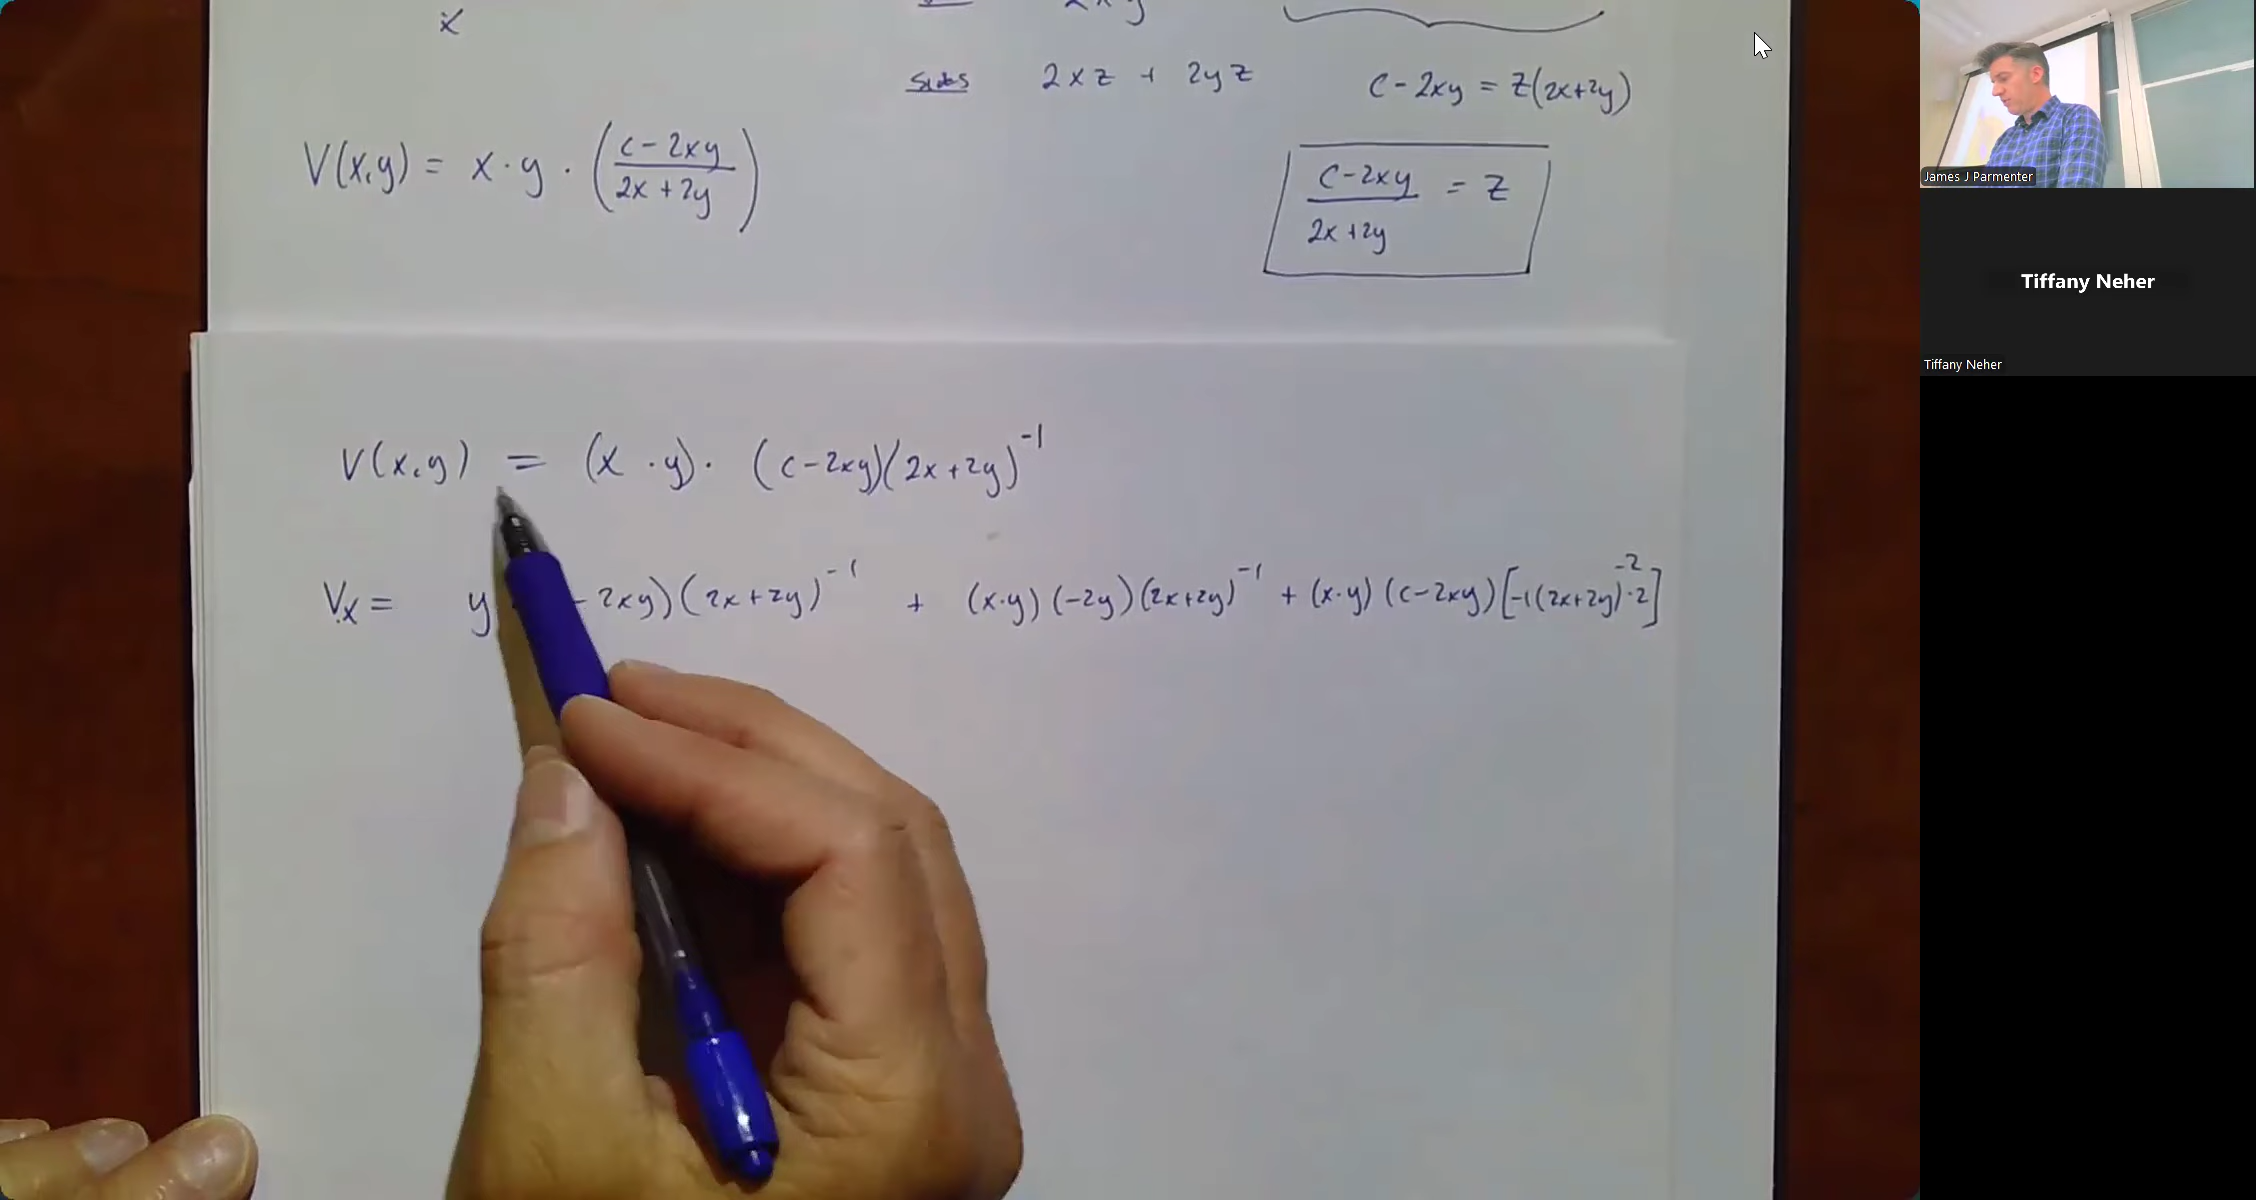 x
Subs 2xz + 2yz
C - 2xy = z(2x+2y)
V(x,y) = x · y · ( (c - 2xy) / (2x + 2y) )
(C - 2xy) / (2x + 2y) = z
V(x,y) = (x · y) · (c - 2xy)(2x + 2y)^-1
Vx = y - 2xy)(2x + 2y)^-1 + (x·y)(-2y)(2x+2y)^-1 + (x·y)(c-2xy)[-1(2x+2y)^-2·2]
James J Parmenter
Tiffany Neher
Tiffany Neher